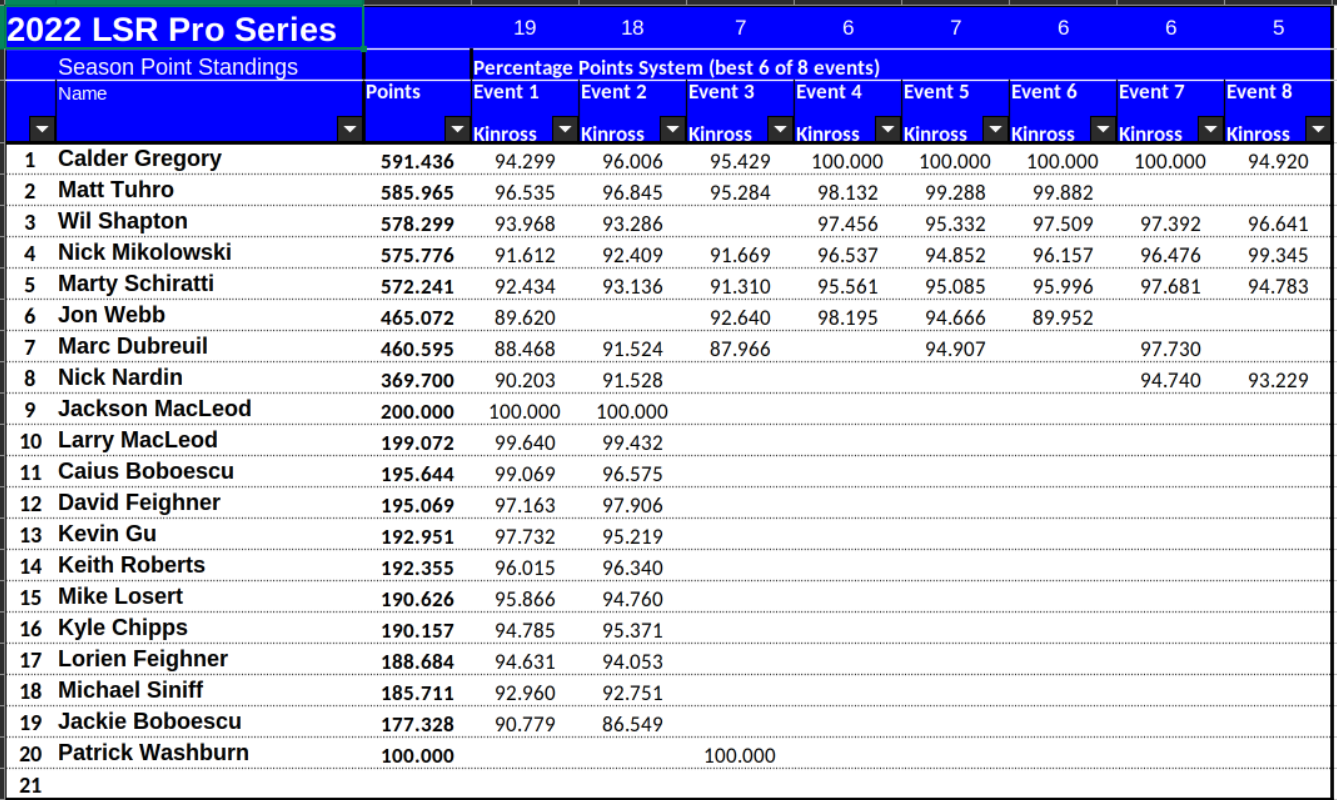 2022 LSR Pro Series 19 18 7 6 7 6 6 5
Season Point Standings Percentage Points System (best 6 of 8 events)
Name Points Event 1 Event 2 Event 3 Event 4 Event 5 Event 6 Event 7 Event 8
Kinross Kinross Kinross Kinross Kinross Kinross Kinross Kinross
1 Calder Gregory 591.436 94.299 96.006 95.429 100.000 100.000 100.000 100.000 94.920
2 Matt Tuhro 585.965 96.535 96.845 95.284 98.132 99.288 99.882
3 Wil Shapton 578.299 93.968 93.286 97.456 95.332 97.509 97.392 96.641
4 Nick Mikolowski 575.776 91.612 92.409 91.669 96.537 94.852 96.157 96.476 99.345
5 Marty Schiratti 572.241 92.434 93.136 91.310 95.561 95.085 95.996 97.681 94.783
6 Jon Webb 465.072 89.620 92.640 98.195 94.666 89.952
7 Marc Dubreuil 460.595 88.468 91.524 87.966 94.907 97.730
8 Nick Nardin 369.700 90.203 91.528 94.740 93.229
9 Jackson MacLeod 200.000 100.000 100.000
10 Larry MacLeod 199.072 99.640 99.432
11 Caius Boboescu 195.644 99.069 96.575
12 David Feighner 195.069 97.163 97.906
13 Kevin Gu 192.951 97.732 95.219
14 Keith Roberts 192.355 96.015 96.340
15 Mike Losert 190.626 95.866 94.760
16 Kyle Chipps 190.157 94.785 95.371
17 Lorien Feighner 188.684 94.631 94.053
18 Michael Siniff 185.711 92.960 92.751
19 Jackie Boboescu 177.328 90.779 86.549
20 Patrick Washburn 100.000 100.000
21